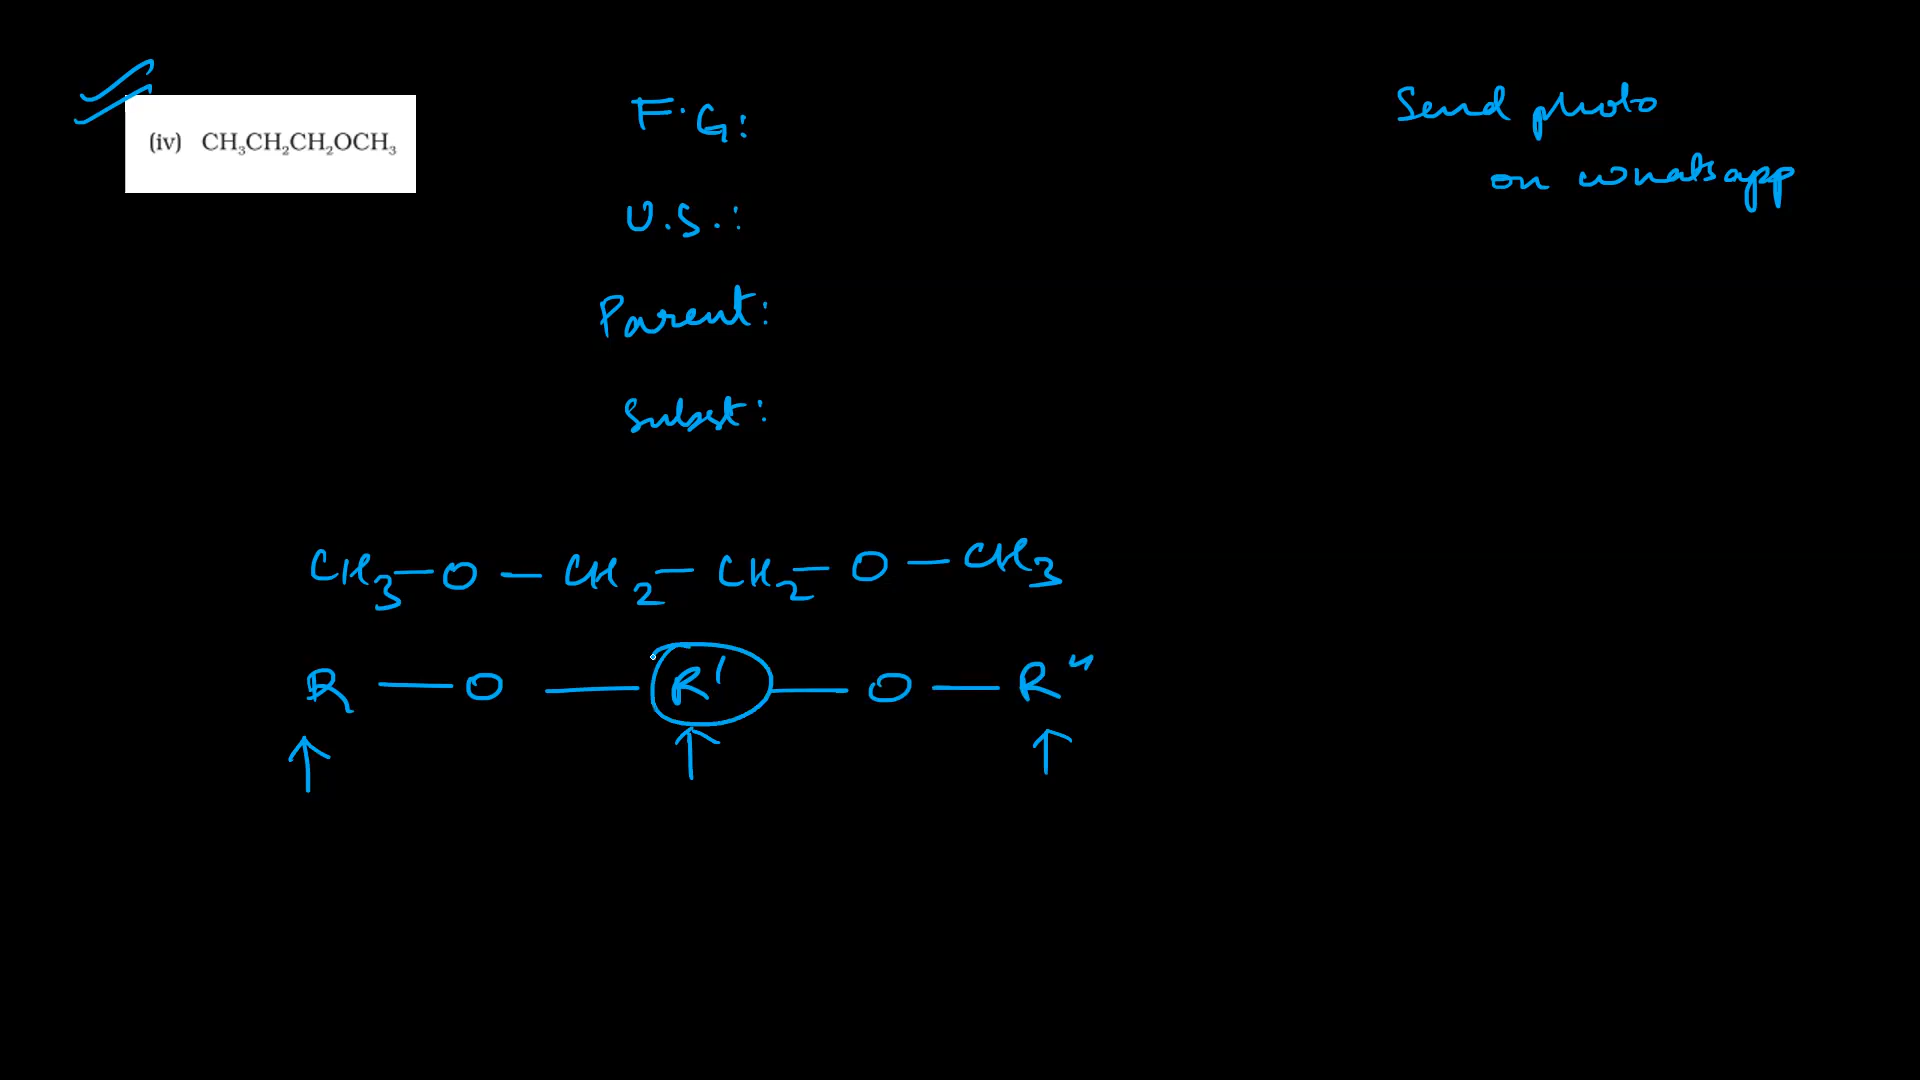 (iv) CH₃CH₂CH₂OCH₃
F.G:
U.S.:
Parent:
Subst:
Send photo
on whatsapp
CH₃—O—CH₂—CH₂—O—CH₃
R—O—R'—O—R"